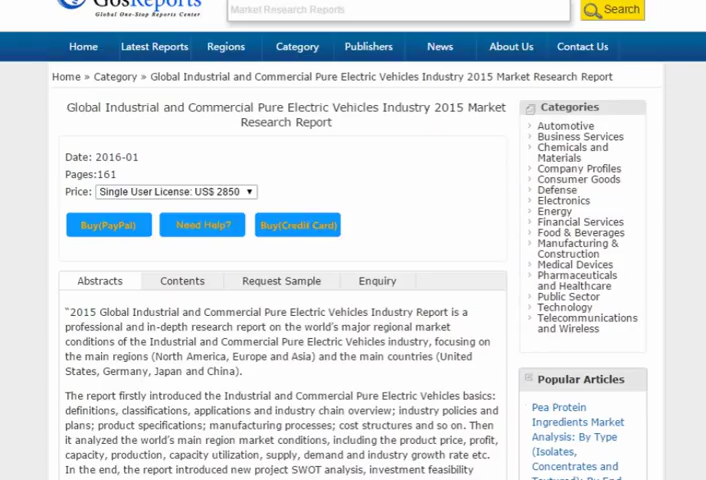 GosReports
Global One-Stop Reports Center
Market Research Reports
Search
Home Latest Reports Regions Category Publishers News About Us Contact Us
Home » Category » Global Industrial and Commercial Pure Electric Vehicles Industry 2015 Market Research Report
Global Industrial and Commercial Pure Electric Vehicles Industry 2015 Market
Research Report
Date: 2016-01
Pages:161
Price: Single User License: US$ 2850
Buy(PayPal) Need Help? Buy(Credit Card)
Abstracts Contents Request Sample Enquiry
"2015 Global Industrial and Commercial Pure Electric Vehicles Industry Report is a
professional and in-depth research report on the world's major regional market
conditions of the Industrial and Commercial Pure Electric Vehicles industry, focusing on
the main regions (North America, Europe and Asia) and the main countries (United
States, Germany, Japan and China).
The report firstly introduced the Industrial and Commercial Pure Electric Vehicles basics:
definitions, classifications, applications and industry chain overview; industry policies and
plans; product specifications; manufacturing processes; cost structures and so on. Then
it analyzed the world's main region market conditions, including the product price, profit,
capacity, production, capacity utilization, supply, demand and industry growth rate etc.
In the end, the report introduced new project SWOT analysis, investment feasibility
Categories
Automotive
Business Services
Chemicals and
Materials
Company Profiles
Consumer Goods
Defense
Electronics
Energy
Financial Services
Food & Beverages
Manufacturing &
Construction
Medical Devices
Pharmaceuticals
and Healthcare
Public Sector
Technology
Telecommunications
and Wireless
Popular Articles
Pea Protein
Ingredients Market
Analysis: By Type
(Isolates,
Concentrates and
Textured); By End